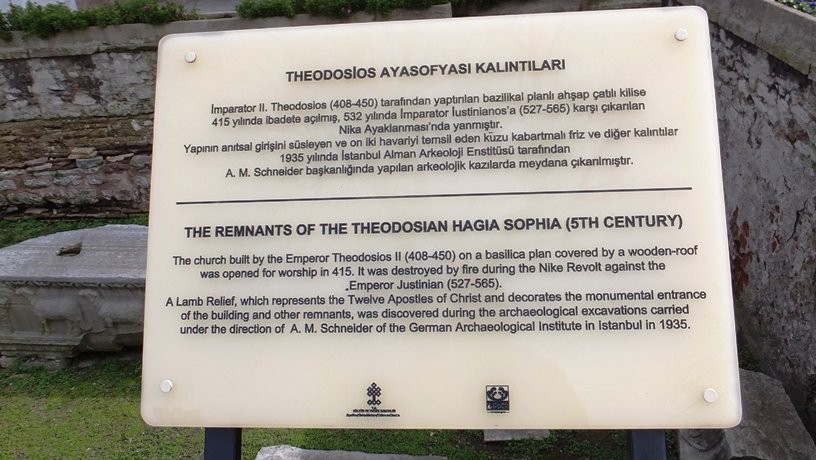 THEODOSİOS AYASOFYASI KALINTILARI
İmparator II. Theodosios (408-450) tarafından yaptırılan bazilikal planlı ahşap çatılı kilise
415 yılında ibadete açılmış, 532 yılında İmparator İustinianos'a (527-565) karşı çıkarılan
Nika Ayaklanması'nda yanmıştır.
Yapının anıtsal girişini süsleyen ve on iki havariyi temsil eden kuzu kabartmalı friz ve diğer kalıntılar
1935 yılında İstanbul Alman Arkeoloji Enstitüsü tarafından
A. M. Schneider başkanlığında yapılan arkeolojik kazılarda meydana çıkarılmıştır.
THE REMNANTS OF THE THEODOSIAN HAGIA SOPHIA (5TH CENTURY)
The church built by the Emperor Theodosios II (408-450) on a basilica plan covered by a wooden-roof
was opened for worship in 415. It was destroyed by fire during the Nike Revolt against the
Emperor Justinian (527-565).
A Lamb Relief, which represents the Twelve Apostles of Christ and decorates the monumental entrance
of the building and other remnants, was discovered during the archaeological excavations carried
under the direction of A. M. Schneider of the German Archaeological Institute in Istanbul in 1935.